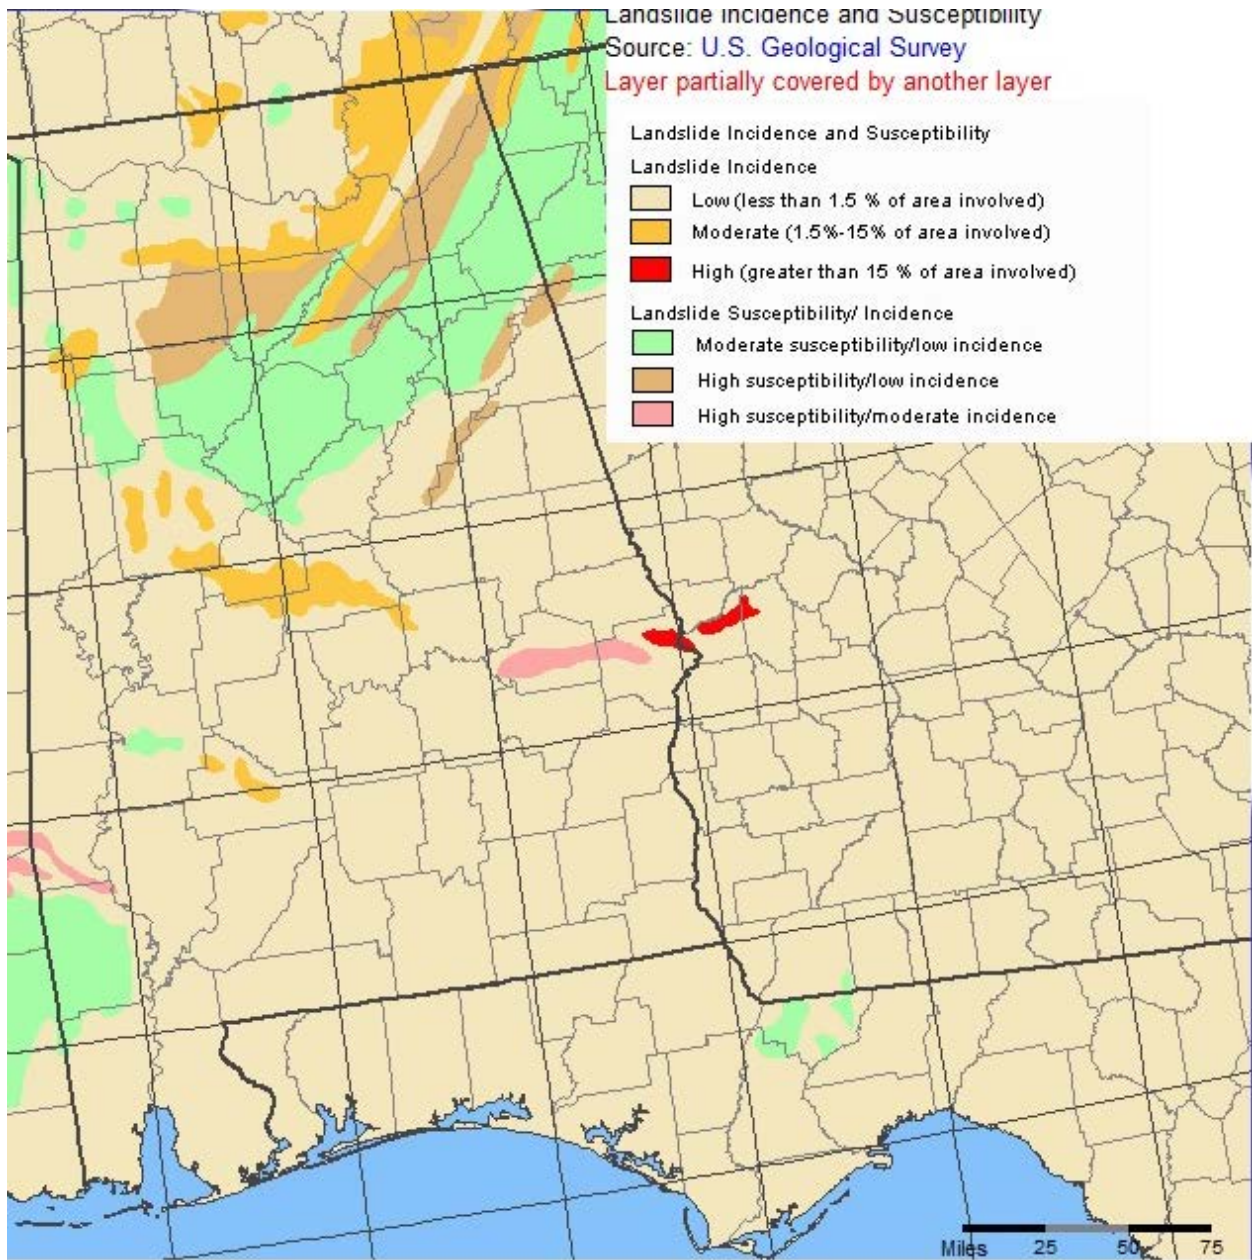 Landslide Incidence and Susceptibility
Source: U.S. Geological Survey
Layer partially covered by another layer
Landslide Incidence and Susceptibility
Landslide Incidence
Low (less than 1.5 % of area involved)
Moderate (1.5%-15% of area involved)
High (greater than 15 % of area involved)
Landslide Susceptibility/ Incidence
Moderate susceptibility/low incidence
High susceptibility/low incidence
High susceptibility/moderate incidence
Miles 25 50 75